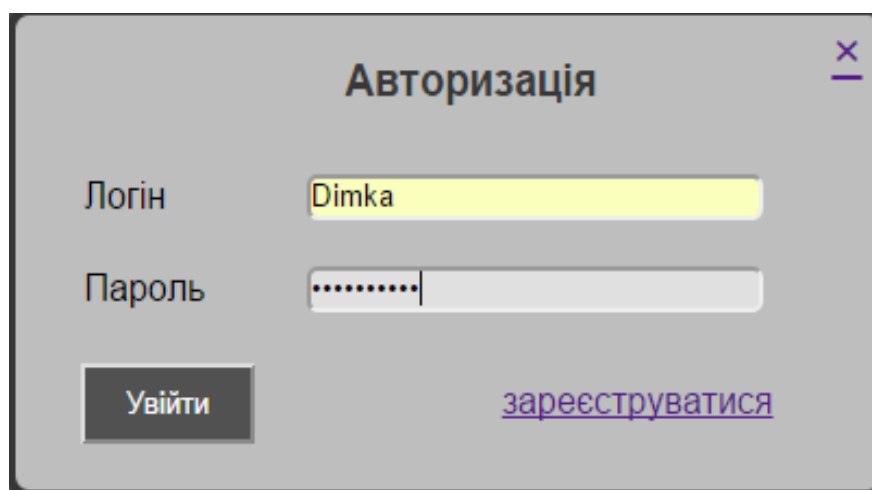 Авторизація
×
Логін
Dimka
Пароль
••••••••••
Увійти
зареєструватися